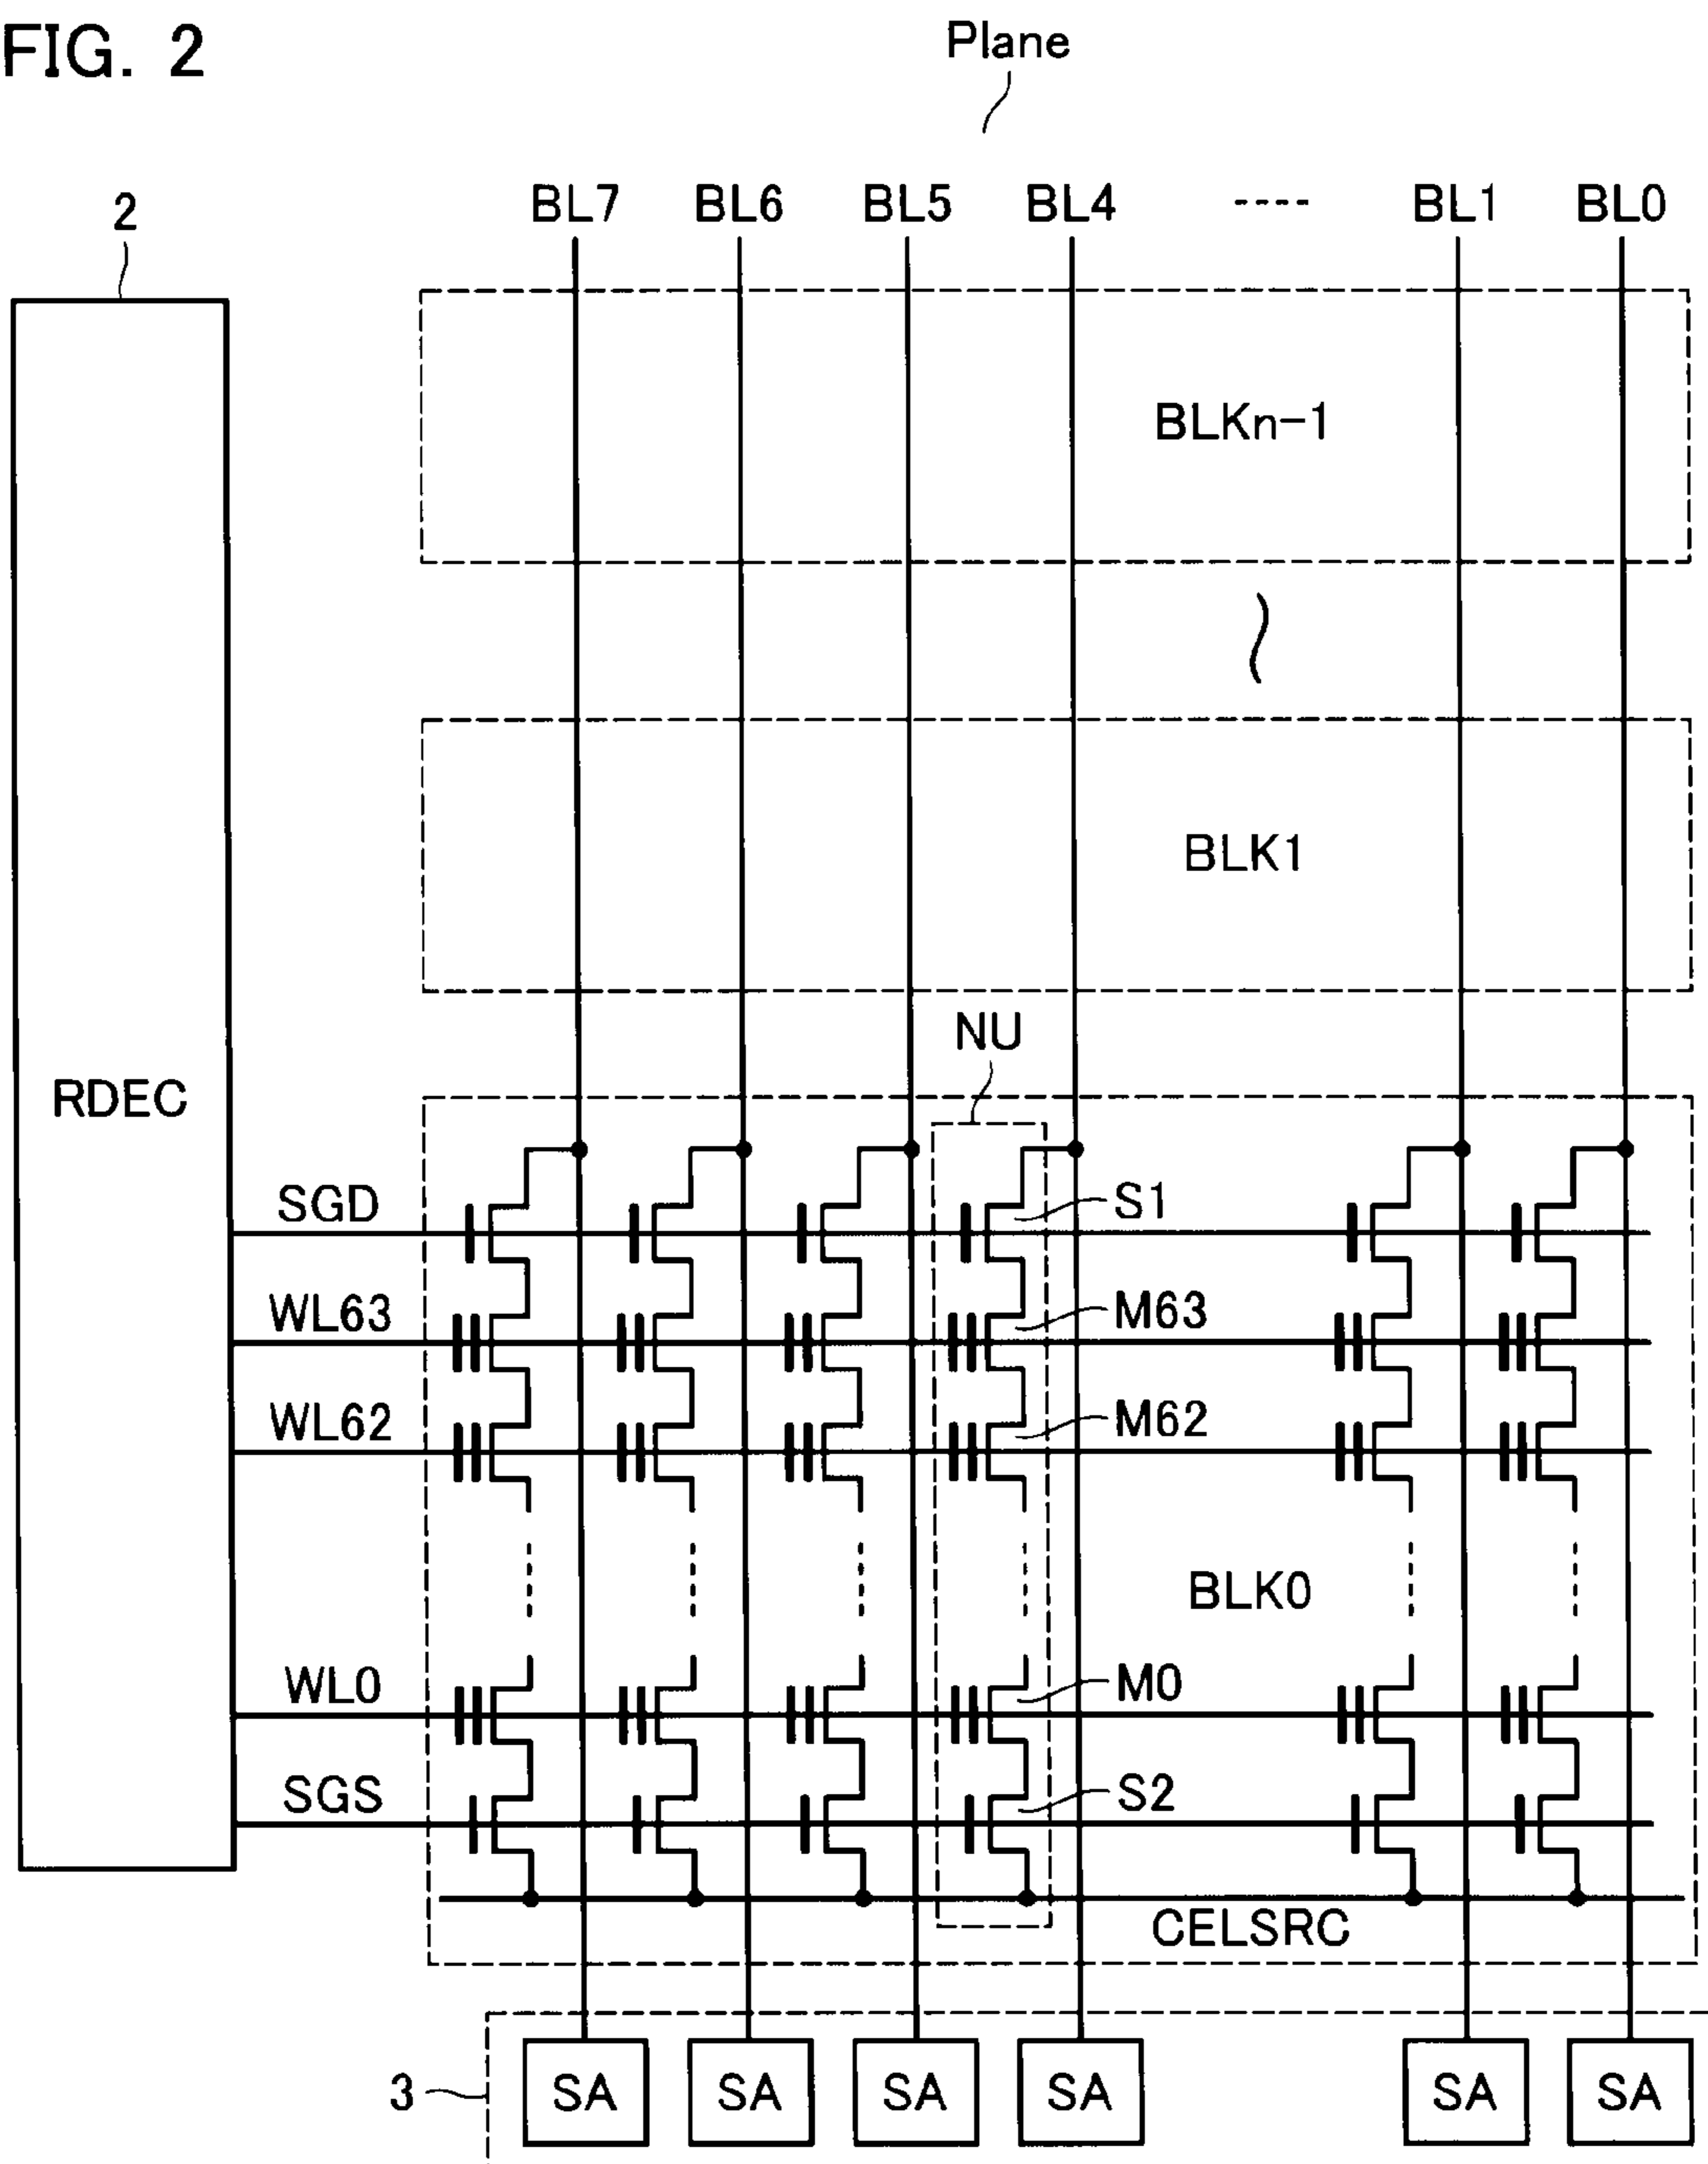 FIG. 2
Plane
2
BL7 BL6 BL5 BL4 ---- BL1 BL0
BLKn-1
BLK1
NU
RDEC
SGD S1
WL63 M63
WL62 M62
BLK0
WL0 M0
SGS S2
CELSRC
3 SA SA SA SA SA SA